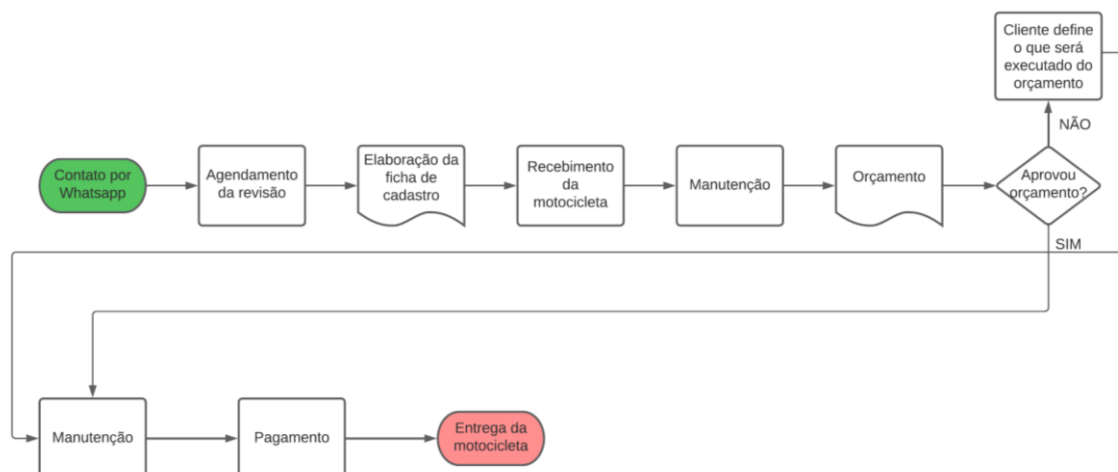 Contato por
Whatsapp
Agendamento
da revisão
Elaboração da
ficha de
cadastro
Recebimento
da
motocicleta
Manutenção
Orçamento
Aprovou
orçamento?
NÃO
Cliente define
o que será
executado do
orçamento
SIM
Manutenção
Pagamento
Entrega da
motocicleta